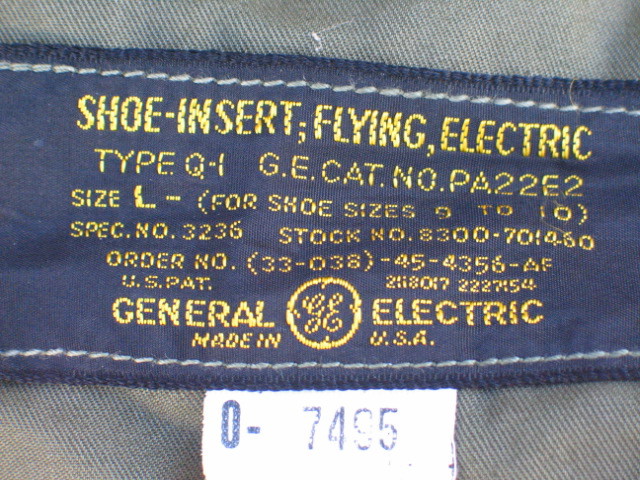 SHOE-INSERT; FLYING, ELECTRIC
TYPE Q-1 G.E. CAT. NO. PA22E2
SIZE L - (FOR SHOE SIZES 9 TO 10)
SPEC. NO. 3236 STOCK NO. 8300-701460
ORDER NO. (33-038)-45-4356-AF
U.S. PAT. 2118017 2227154
GENERAL GE ELECTRIC
MADE IN U.S.A.
0- 7495